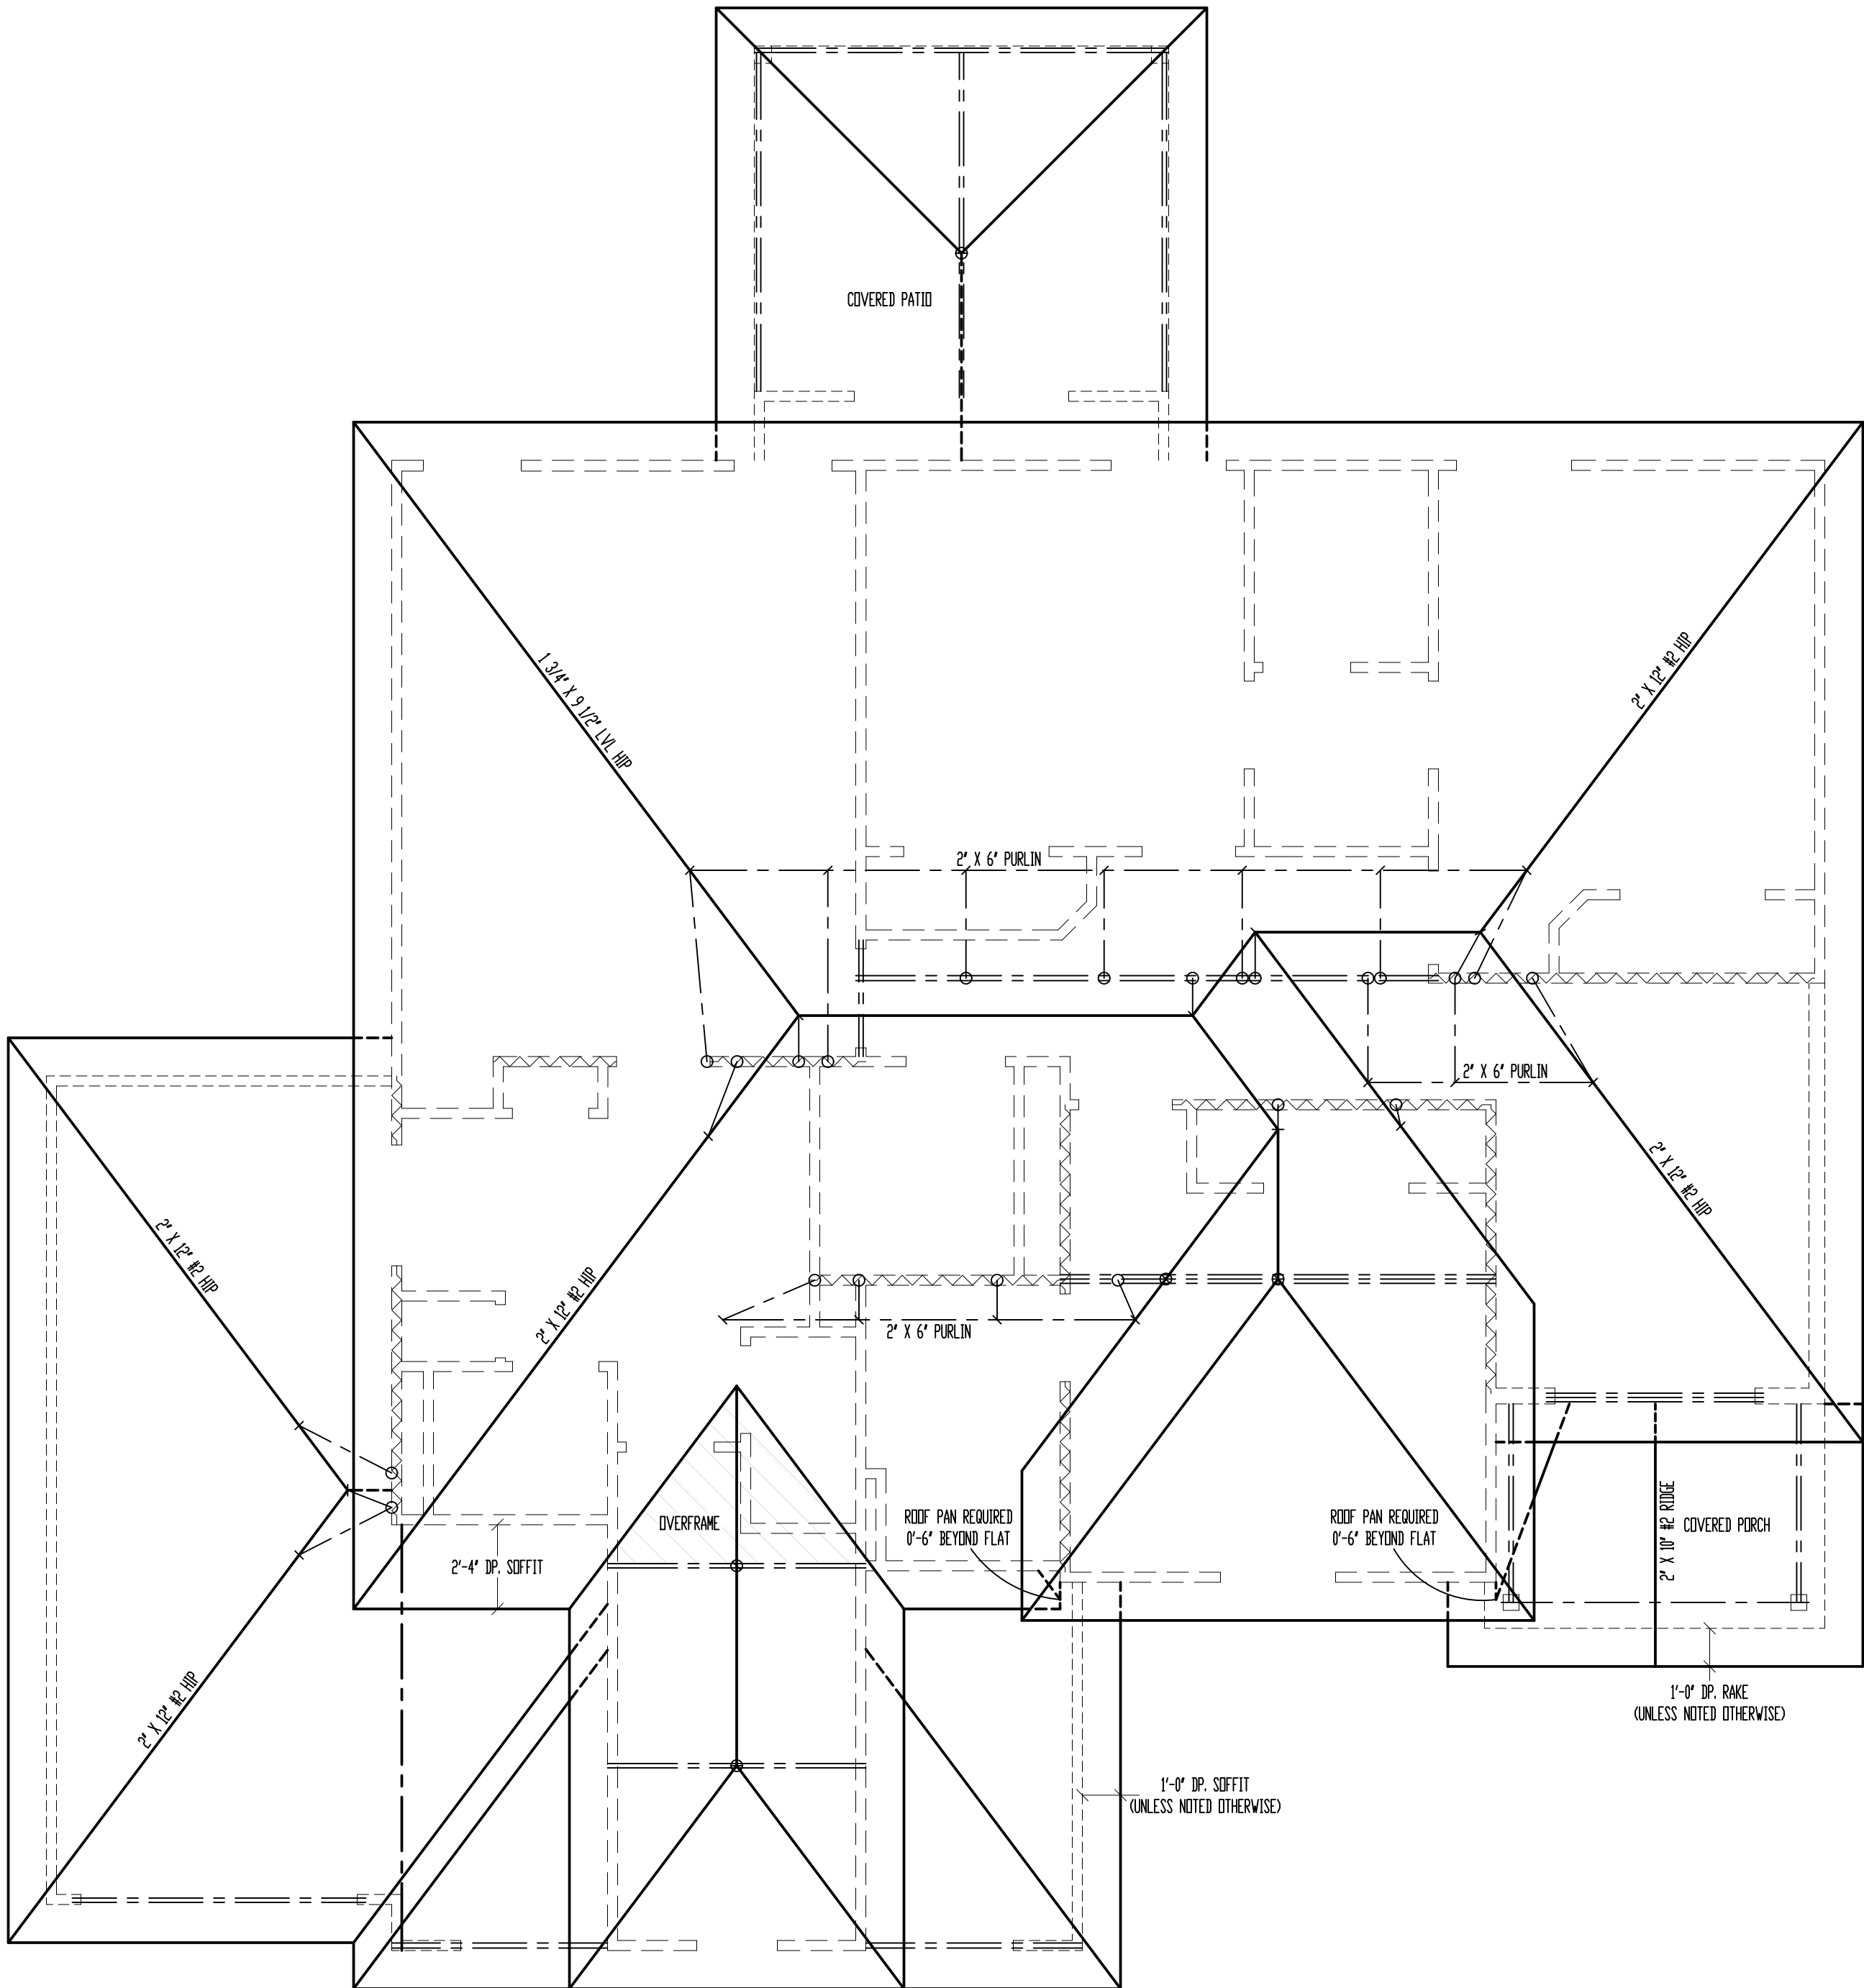 COVERED PATIO
1 3/4" X 9 1/2" LVL HIP
2" X 12" #2 HIP
2" X 6" PURLIN
2" X 6" PURLIN
2" X 12" #2 HIP
2" X 12" #2 HIP
2" X 12" #2 HIP
2" X 6" PURLIN
OVERFRAME
ROOF PAN REQUIRED
0'-6" BEYOND FLAT
ROOF PAN REQUIRED
0'-6" BEYOND FLAT
2" X 10" #2 RIDGE
COVERED PORCH
2'-4" DP. SOFFIT
2" X 12" #2 HIP
1'-0" DP. RAKE
(UNLESS NOTED OTHERWISE)
1'-0" DP. SOFFIT
(UNLESS NOTED OTHERWISE)